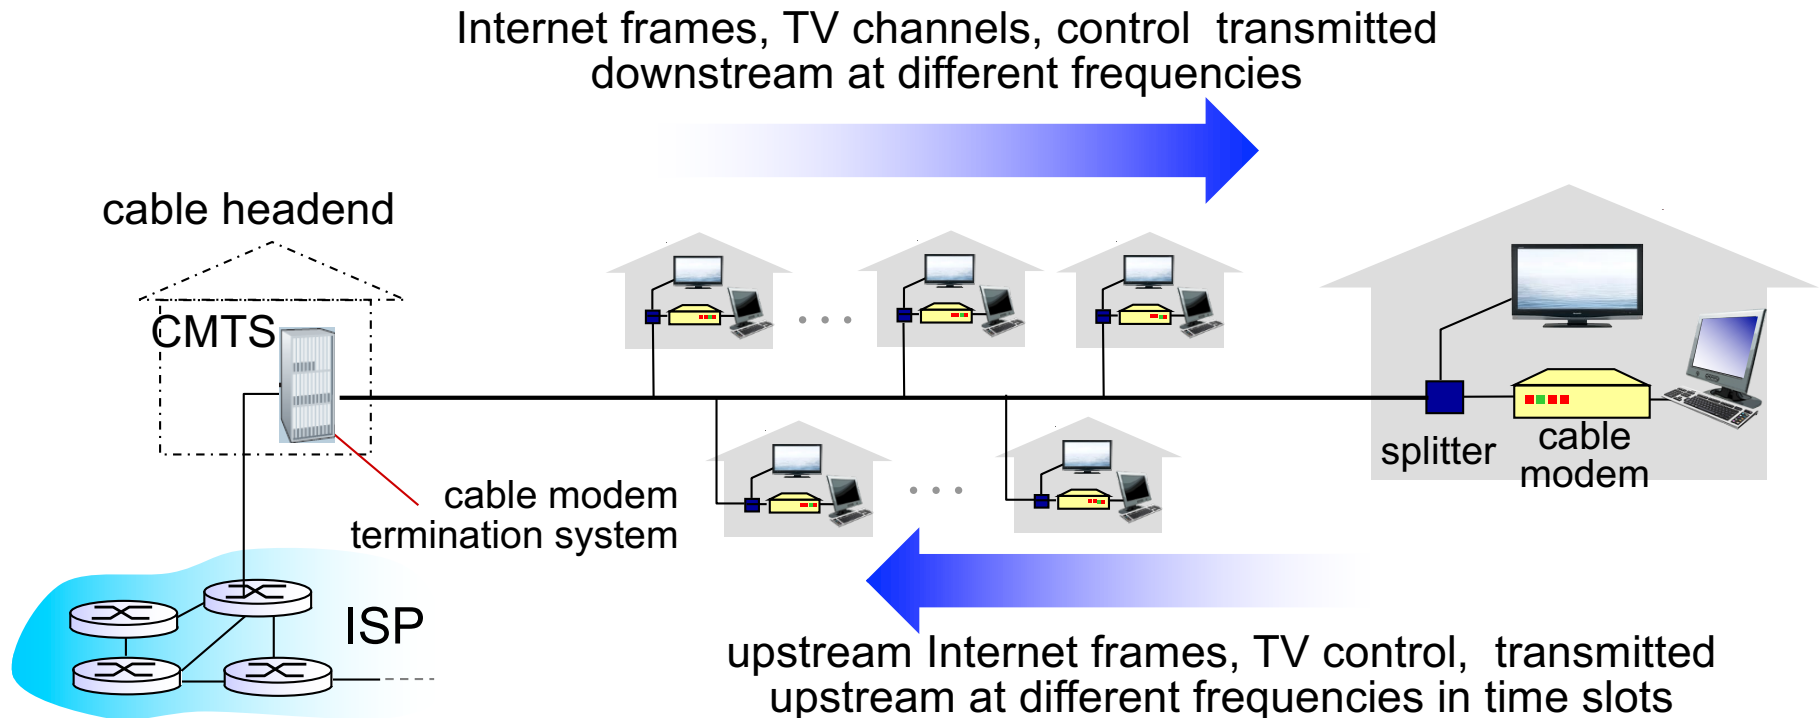 Internet frames, TV channels, control  transmitted
downstream at different frequencies
cable headend
CMTS
cable modem
termination system
ISP
splitter
cable
modem
upstream Internet frames, TV control,  transmitted
upstream at different frequencies in time slots